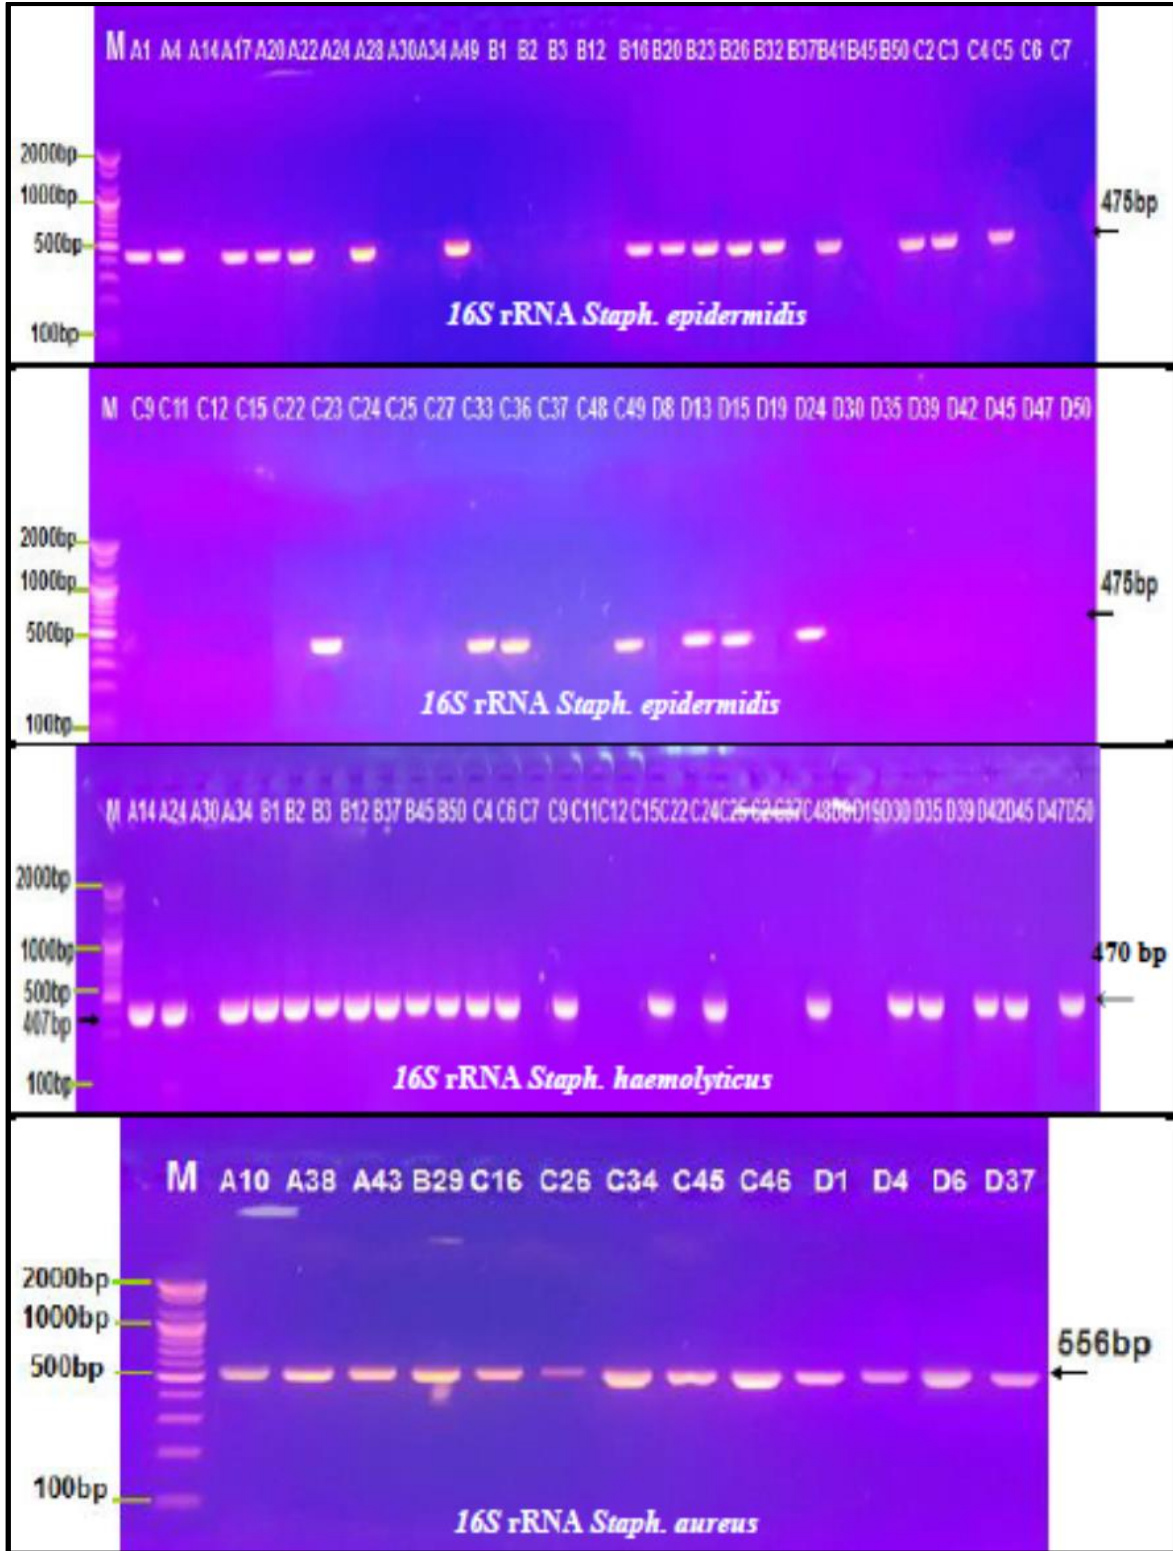 M A1 A4 A14 A17 A20 A22 A24 A28 A30 A34 A49 B1 B2 B3 B12 B16 B20 B23 B26 B32 B37 B41 B45 B50 C2 C3 C4 C5 C6 C7
2000bp
1000bp
475bp
500bp
16S rRNA Staph. epidermidis
100bp
M C9 C11 C12 C15 C22 C23 C24 C25 C27 C33 C36 C37 C48 C49 D8 D13 D15 D19 D24 D30 D35 D39 D42 D45 D47 D50
2000bp
1000bp
475bp
500bp
16S rRNA Staph. epidermidis
100bp
M A14 A24 A30 A34 B1 B2 B3 B12 B37 B45 B50 C4 C6 C7 C9 C11 C12 C15 C22 C24 C25 C37 C48 D8 D19 D30 D35 D39 D42 D45 D47 D50
2000bp
1000bp
470 bp
500bp
467bp
16S rRNA Staph. haemolyticus
100bp
M A10 A38 A43 B29 C16 C26 C34 C45 C46 D1 D4 D6 D37
2000bp
1000bp
556bp
500bp
100bp
16S rRNA Staph. aureus